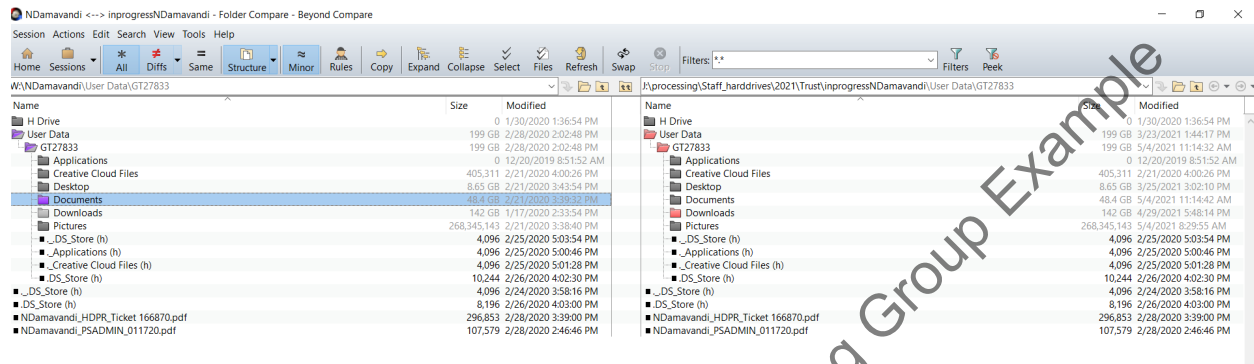 NDamavandi <--> inprogressNDamavandi - Folder Compare - Beyond Compare
Session Actions Edit Search View Tools Help
Home Sessions All Diffs Same Structure Minor Rules Copy Expand Collapse Select Files Refresh Swap Stop Filters: *.* Filters Peek
W:\NDamavandi\User Data\GT27833 J:\processing\Staff_harddrives\2021\Trust\inprogressNDamavandi\User Data\GT27833
Name Size Modified Name Size Modified
H Drive 0 1/30/2020 1:36:54 PM H Drive 0 1/30/2020 1:36:54 PM
User Data 199 GB 2/28/2020 2:02:48 PM User Data 199 GB 3/23/2021 1:44:17 PM
GT27833 199 GB 2/28/2020 2:02:48 PM GT27833 199 GB 5/4/2021 11:14:32 AM
Applications 0 12/20/2019 8:51:52 AM Applications 0 12/20/2019 8:51:52 AM
Creative Cloud Files 405,311 2/21/2020 4:00:26 PM Creative Cloud Files 405,311 2/21/2020 4:00:26 PM
Desktop 8.65 GB 2/21/2020 3:43:54 PM Desktop 8.65 GB 3/25/2021 3:02:10 PM
Documents 48.4 GB 2/21/2020 3:39:32 PM Documents 48.4 GB 5/4/2021 11:14:42 AM
Downloads 142 GB 1/17/2020 2:33:54 PM Downloads 142 GB 4/29/2021 5:48:14 PM
Pictures 268,345,143 2/21/2020 3:38:40 PM Pictures 268,345,143 5/4/2021 8:29:55 AM
._.DS_Store (h) 4,096 2/25/2020 5:03:54 PM ._.DS_Store (h) 4,096 2/25/2020 5:03:54 PM
._Applications (h) 4,096 2/25/2020 5:00:46 PM ._Applications (h) 4,096 2/25/2020 5:00:46 PM
._Creative Cloud Files (h) 4,096 2/25/2020 5:01:28 PM ._Creative Cloud Files (h) 4,096 2/25/2020 5:01:28 PM
.DS_Store (h) 10,244 2/26/2020 4:02:30 PM .DS_Store (h) 10,244 2/26/2020 4:02:30 PM
._.DS_Store (h) 4,096 2/24/2020 3:58:16 PM ._.DS_Store (h) 4,096 2/24/2020 3:58:16 PM
.DS_Store (h) 8,196 2/26/2020 4:03:00 PM .DS_Store (h) 8,196 2/26/2020 4:03:00 PM
NDamavandi_HDPR_Ticket 166870.pdf 296,853 2/28/2020 3:39:00 PM NDamavandi_HDPR_Ticket 166870.pdf 296,853 2/28/2020 3:39:00 PM
NDamavandi_PSADMIN_011720.pdf 107,579 2/28/2020 2:46:46 PM NDamavandi_PSADMIN_011720.pdf 107,579 2/28/2020 2:46:46 PM
Group Example